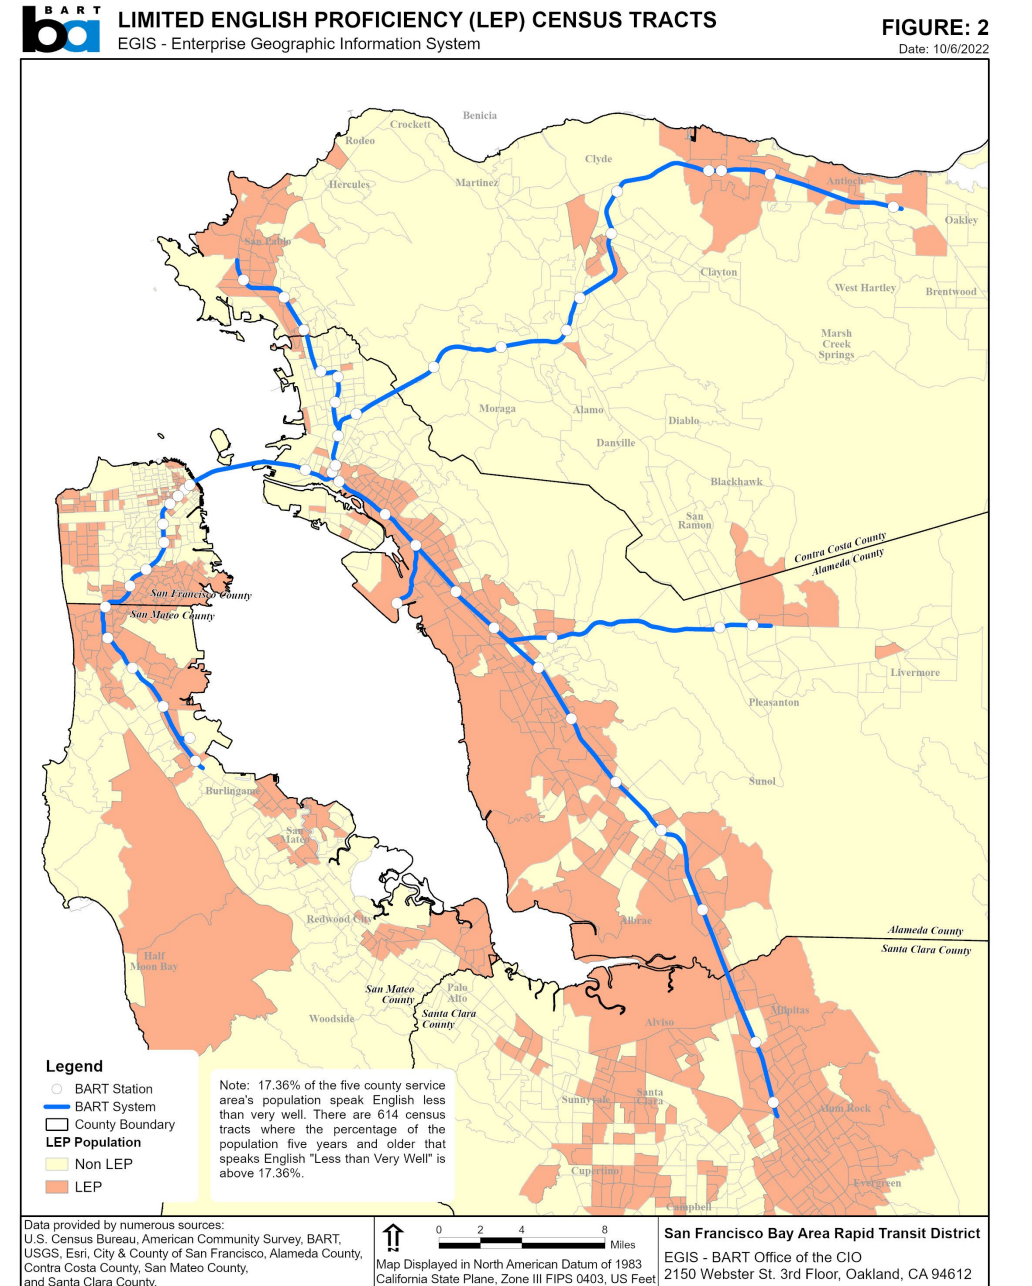 BART
ba
LIMITED ENGLISH PROFICIENCY (LEP) CENSUS TRACTS
EGIS - Enterprise Geographic Information System
FIGURE: 2
Date: 10/6/2022
Benicia
Crockett
Rodeo
Clyde
Hercules
Martinez
Antioch
Oakley
San Pablo
Clayton
West Hartley
Brentwood
Marsh
Creek
Springs
Moraga
Alamo
Diablo
Danville
Blackhawk
San
Ramon
Contra Costa County
Alameda County
San Francisco County
San Mateo County
Livermore
Pleasanton
Sunol
Burlingame
San
Mateo
Redwood City
Half
Moon Bay
Alameda County
Santa Clara County
San Mateo
County
Palo
Alto
Santa Clara
County
Woodside
Alviso
Milpitas
Santa
Clara
Sunnyvale
Alum Rock
Cupertino
Evergreen
Campbell
Legend
BART Station
BART System
County Boundary
LEP Population
Non LEP
LEP
Note: 17.36% of the five county service
area's population speak English less
than very well. There are 614 census
tracts where the percentage of the
population five years and older that
speaks English "Less than Very Well" is
above 17.36%.
Data provided by numerous sources:
U.S. Census Bureau, American Community Survey, BART,
USGS, Esri, City & County of San Francisco, Alameda County,
Contra Costa County, San Mateo County,
and Santa Clara County.
N
0 2 4 8
Miles
Map Displayed in North American Datum of 1983
California State Plane, Zone III FIPS 0403, US Feet
San Francisco Bay Area Rapid Transit District
EGIS - BART Office of the CIO
2150 Webster St. 3rd Floor, Oakland, CA 94612